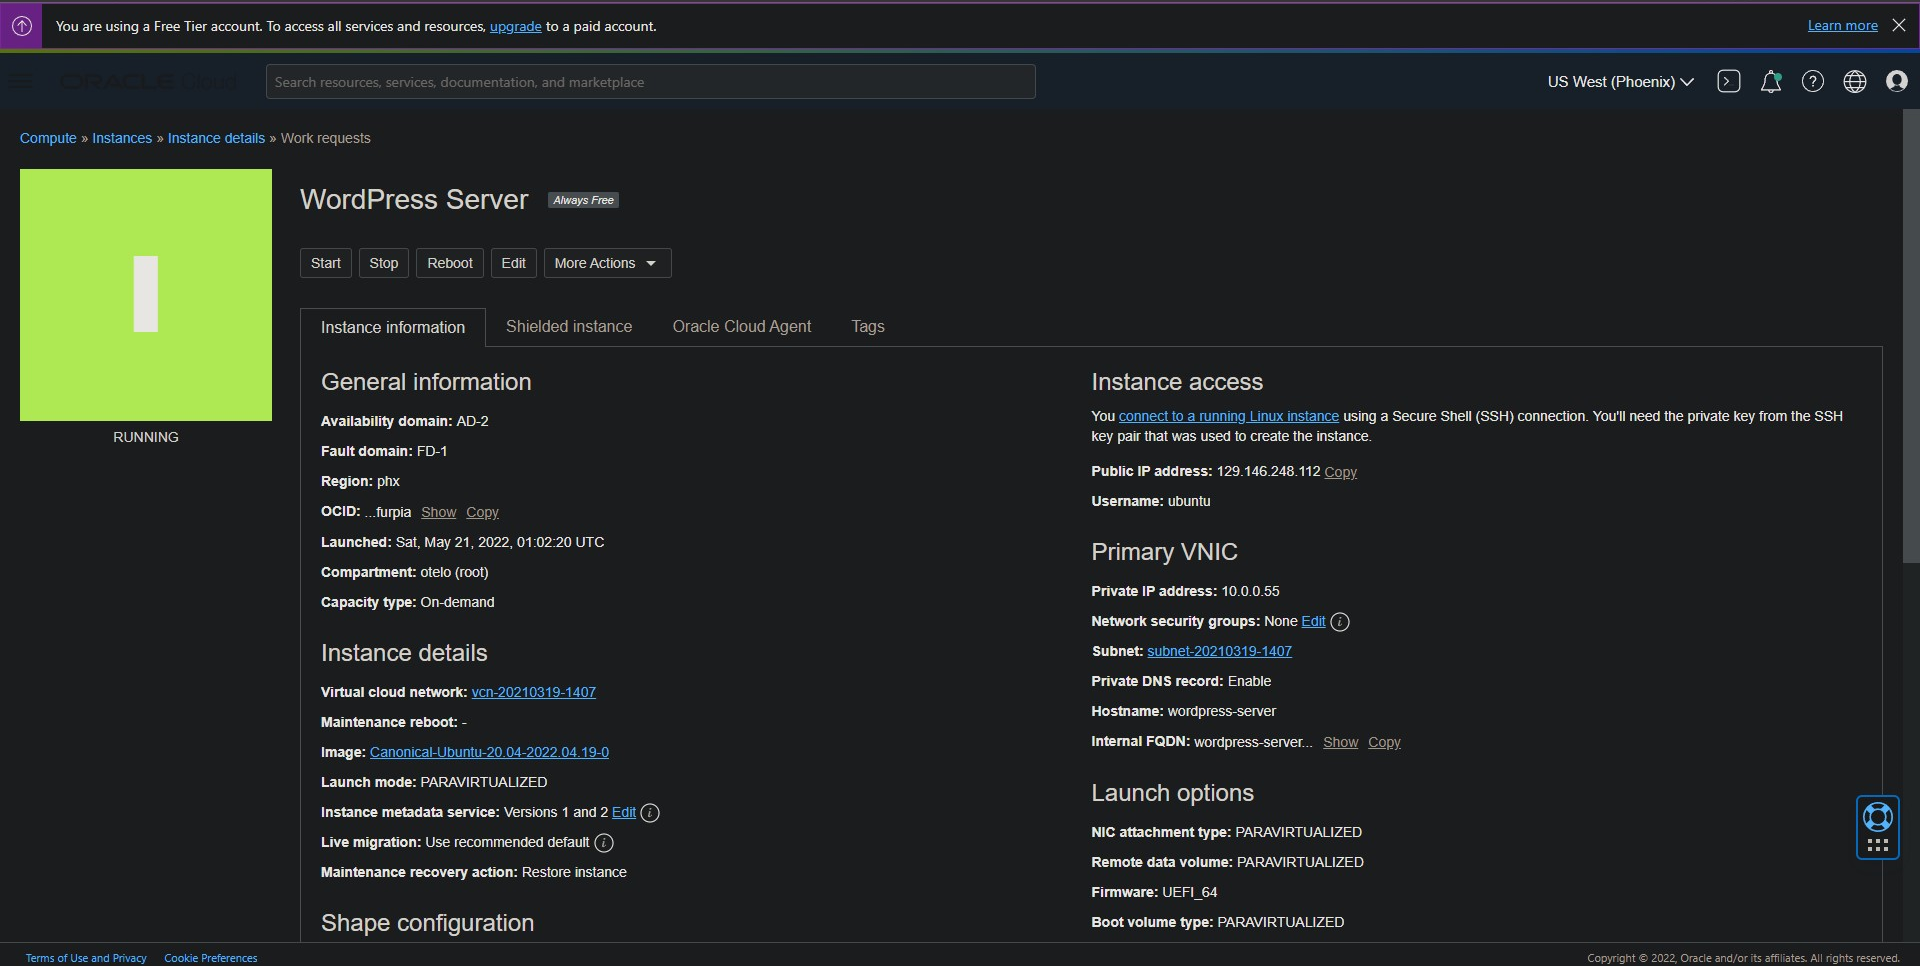 You are using a Free Tier account. To access all services and resources, upgrade to a paid account.
Learn more
ORACLE Cloud
Search resources, services, documentation, and marketplace
US West (Phoenix)
Compute » Instances » Instance details » Work requests
WordPress Server
Always Free
Start
Stop
Reboot
Edit
More Actions
RUNNING
Instance information
Shielded instance
Oracle Cloud Agent
Tags
General information
Availability domain: AD-2
Fault domain: FD-1
Region: phx
OCID: ...furpia Show Copy
Launched: Sat, May 21, 2022, 01:02:20 UTC
Compartment: otelo (root)
Capacity type: On-demand
Instance details
Virtual cloud network: vcn-20210319-1407
Maintenance reboot: -
Image: Canonical-Ubuntu-20.04-2022.04.19-0
Launch mode: PARAVIRTUALIZED
Instance metadata service: Versions 1 and 2 Edit
Live migration: Use recommended default
Maintenance recovery action: Restore instance
Shape configuration
Instance access
You connect to a running Linux instance using a Secure Shell (SSH) connection. You'll need the private key from the SSH
key pair that was used to create the instance.
Public IP address: 129.146.248.112 Copy
Username: ubuntu
Primary VNIC
Private IP address: 10.0.0.55
Network security groups: None Edit
Subnet: subnet-20210319-1407
Private DNS record: Enable
Hostname: wordpress-server
Internal FQDN: wordpress-server... Show Copy
Launch options
NIC attachment type: PARAVIRTUALIZED
Remote data volume: PARAVIRTUALIZED
Firmware: UEFI_64
Boot volume type: PARAVIRTUALIZED
Terms of Use and Privacy
Cookie Preferences
Copyright © 2022, Oracle and/or its affiliates. All rights reserved.